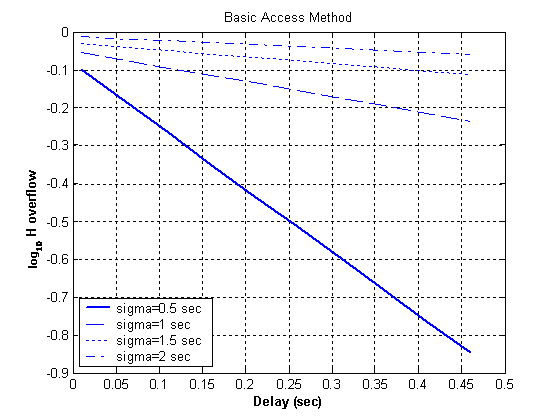 Basic Access Method
0
-0.1
-0.2
-0.3
-0.4
-0.5
-0.6
-0.7
-0.8
-0.9
log₁₀ H overflow
sigma=0.5 sec
sigma=1 sec
sigma=1.5 sec
sigma=2 sec
0 0.05 0.1 0.15 0.2 0.25 0.3 0.35 0.4 0.45 0.5
Delay (sec)